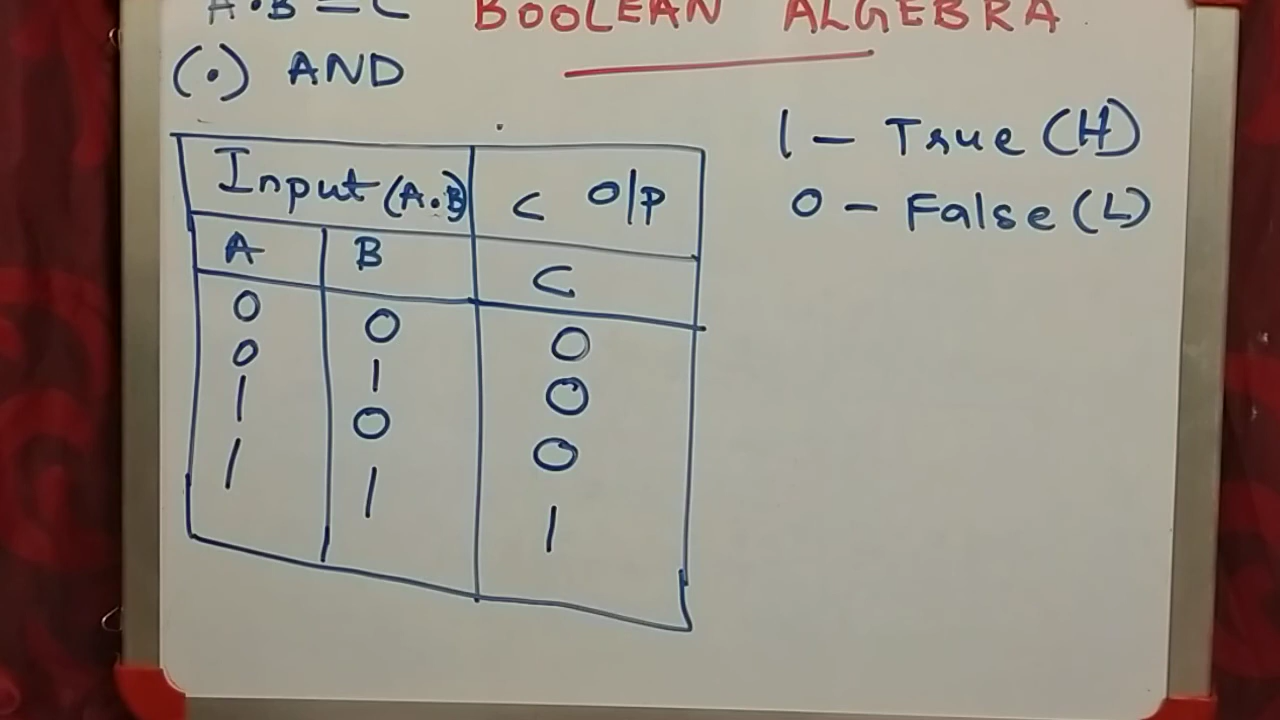 A·B = C BOOLEAN ALGEBRA
(·) AND
1 – True (H)
0 – False (L)
Input (A·B) C O/P
A B C
0 0 0
0 1 0
1 0 0
1 1 1